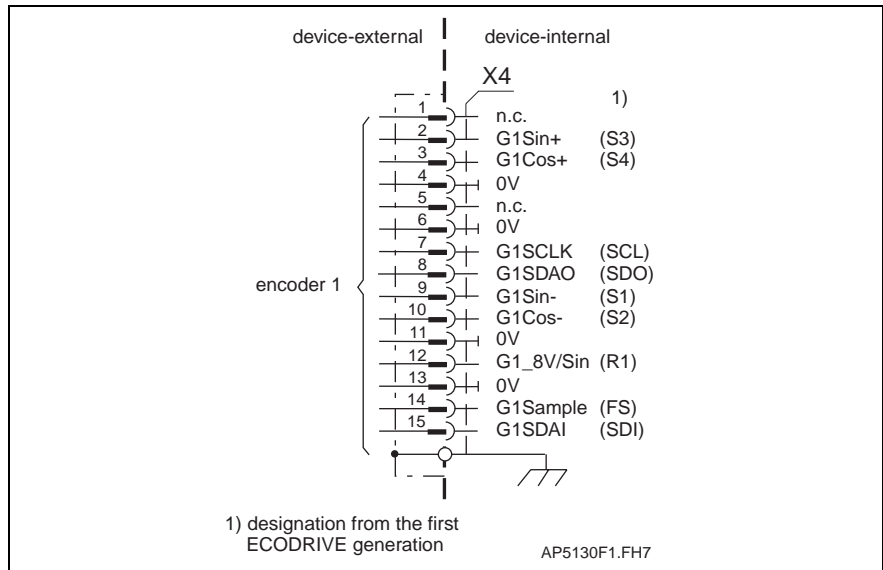 device-external device-internal
X4
1)
1 n.c.
2 G1Sin+ (S3)
3 G1Cos+ (S4)
4 0V
5 n.c.
6 0V
7 G1SCLK (SCL)
8 G1SDAO (SDO)
encoder 1
9 G1Sin- (S1)
10 G1Cos- (S2)
11 0V
12 G1_8V/Sin (R1)
13 0V
14 G1Sample (FS)
15 G1SDAI (SDI)
1) designation from the first
ECODRIVE generation
AP5130F1.FH7